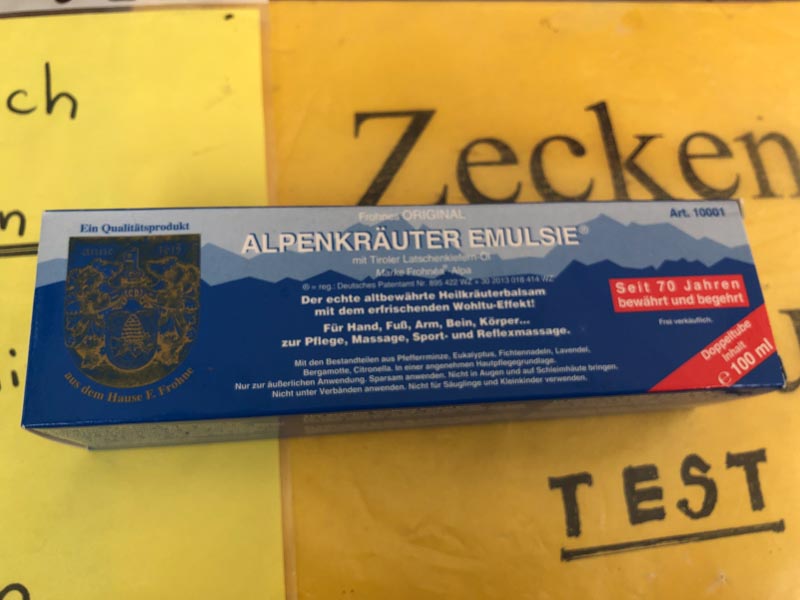 ch
n
Zecken
TEST
Ein Qualitätsprodukt
anno 1619
aus dem Hause F. Frohne
Frohnes ORIGINAL
Art. 10001
ALPENKRÄUTER EMULSIE®
mit Tiroler Latschenkiefern-Öl
Marke Frohnéa® Alpa
® = reg.: Deutsches Patentamt Nr. 895 422 WZ + 30 2013 018 414 WZ
Der echte altbewährte Heilkräuterbalsam
mit dem erfrischenden Wohltu-Effekt!
Für Hand, Fuß, Arm, Bein, Körper...
zur Pflege, Massage, Sport- und Reflexmassage.
Mit den Bestandteilen aus Pfefferminze, Eukalyptus, Fichtennadeln, Lavendel,
Bergamotte, Citronella. In einer angenehmen Hautpflegegrundlage.
Nur zur äußerlichen Anwendung. Sparsam anwenden. Nicht in Augen und auf Schleimhäute bringen.
Nicht unter Verbänden anwenden. Nicht für Säuglinge und Kleinkinder verwenden.
Seit 70 Jahren
bewährt und begehrt
Frei verkäuflich.
Doppeltube
Inhalt
℮ 100 ml